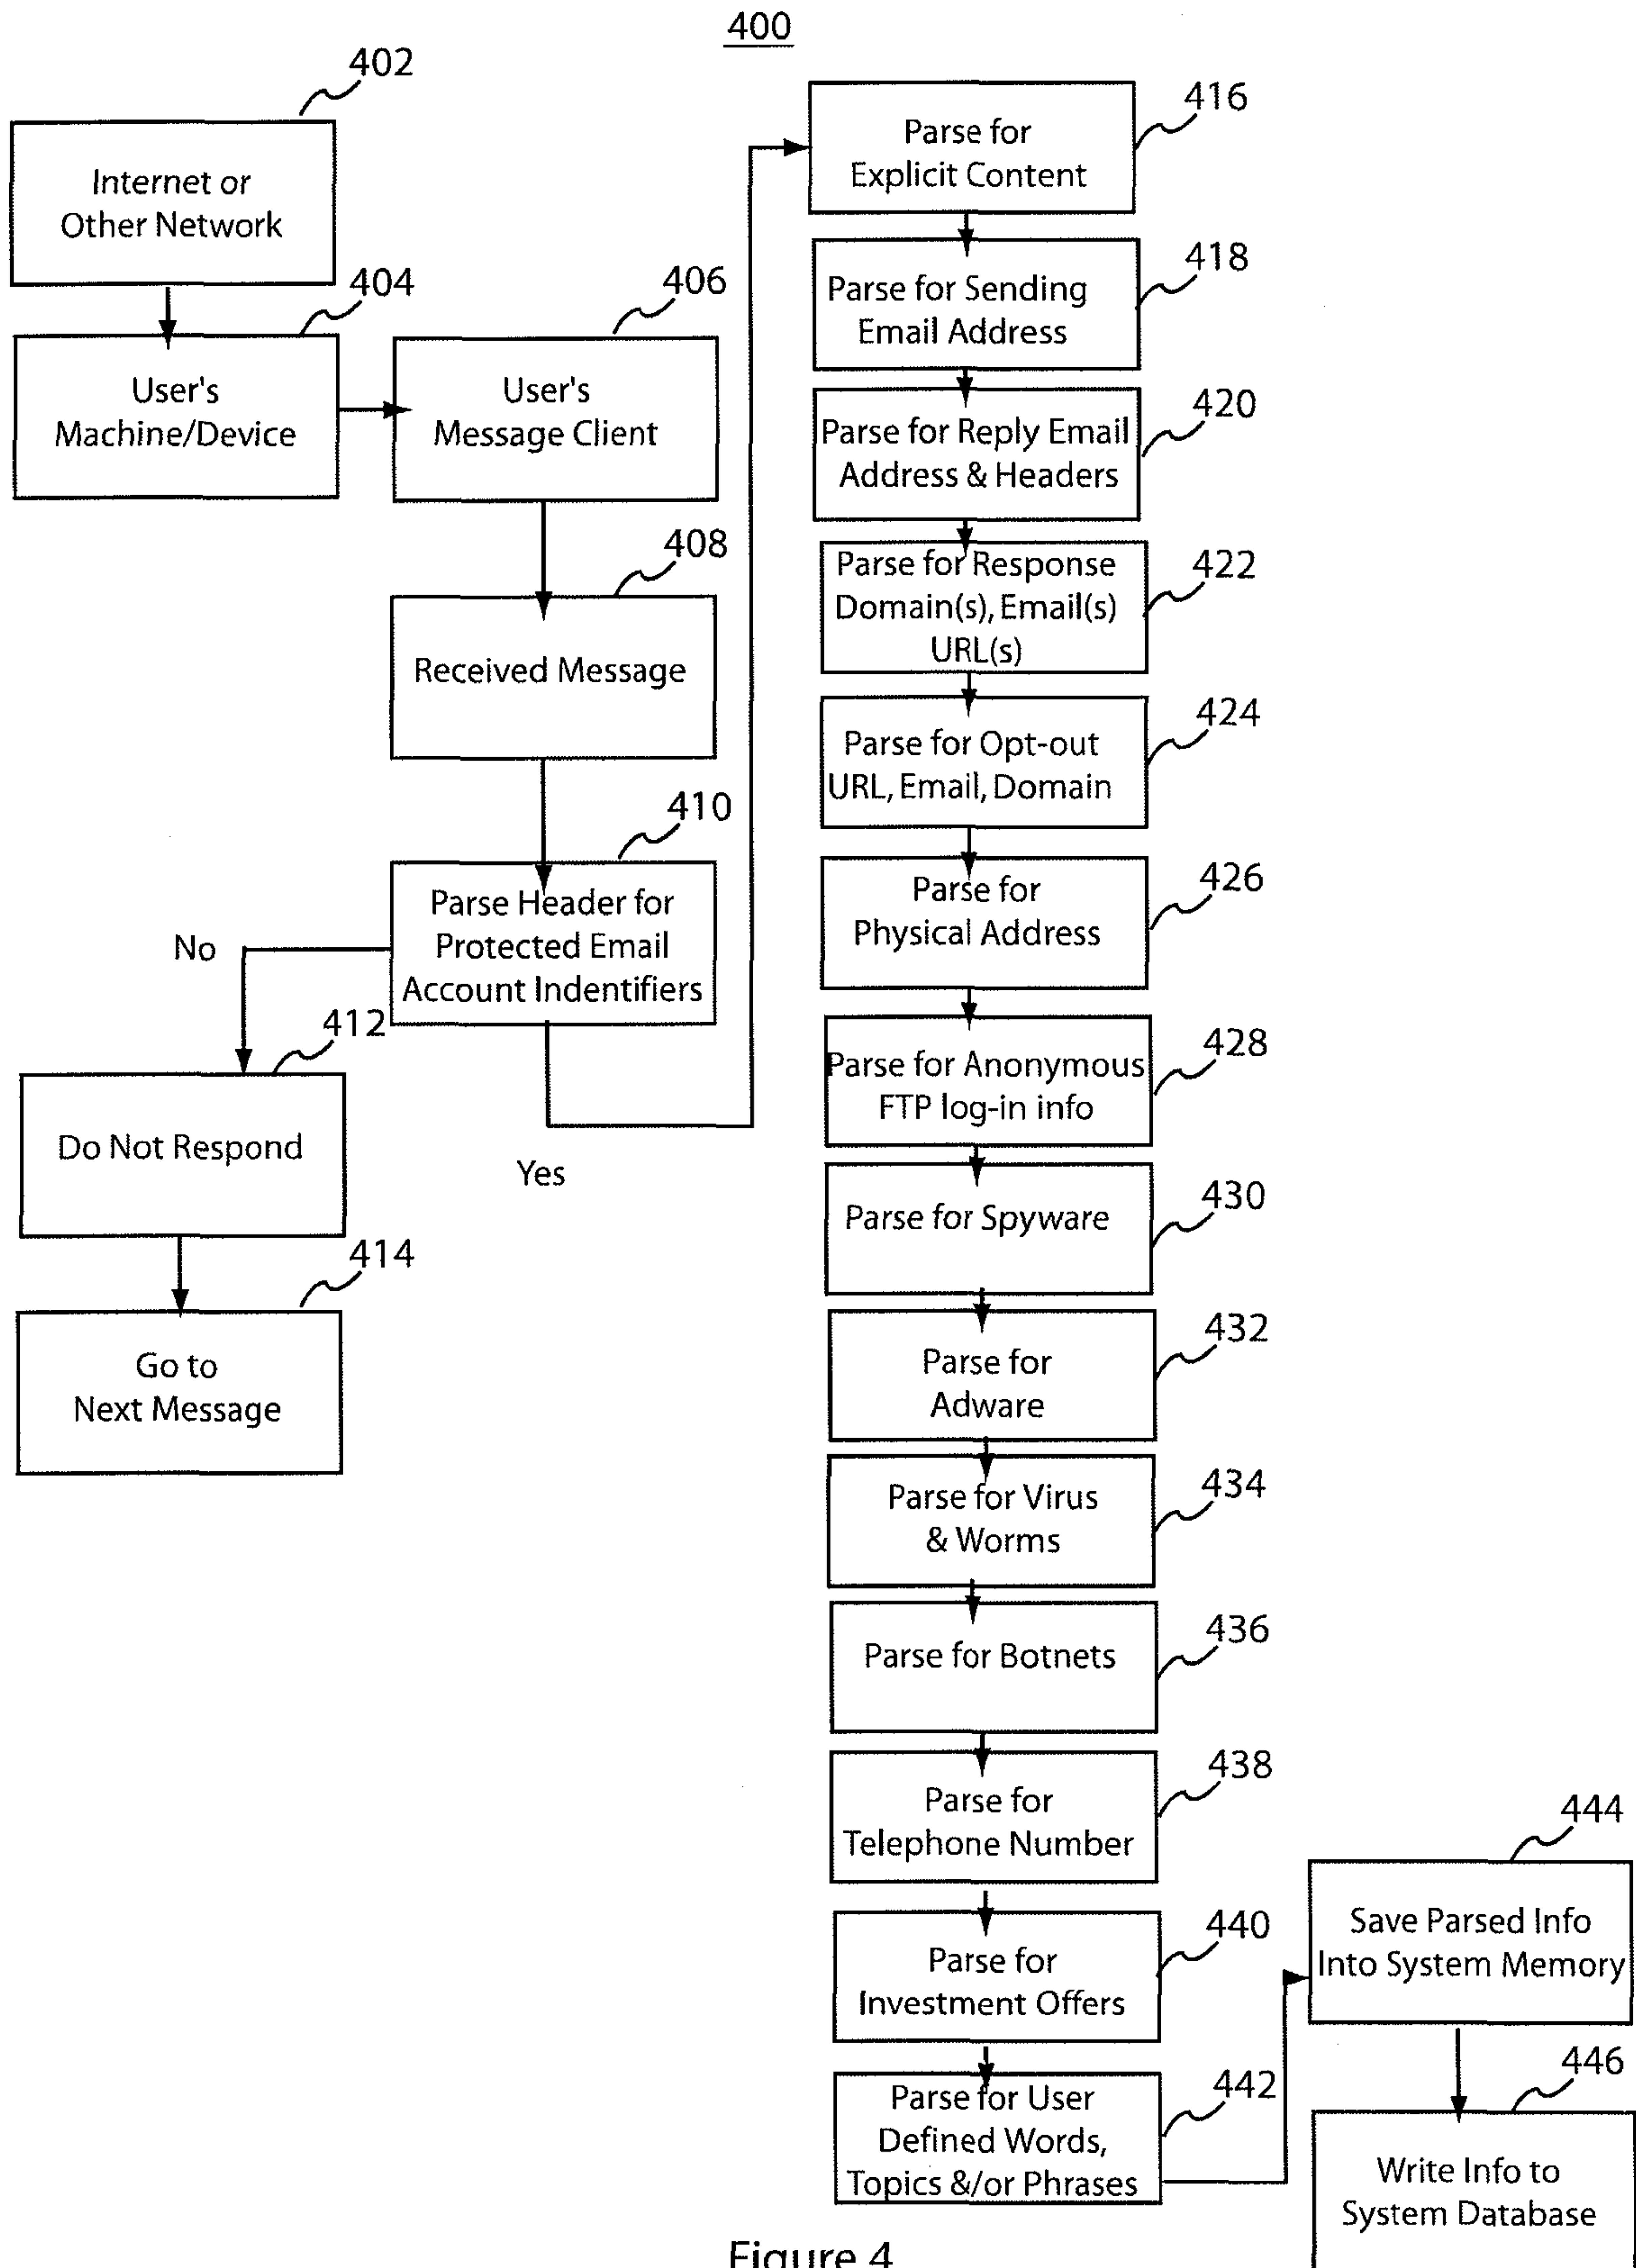 400
402
Internet or
Other Network
404
User's
Machine/Device
406
User's
Message Client
408
Received Message
410
Parse Header for
Protected Email
Account Indentifiers
No
Yes
412
Do Not Respond
414
Go to
Next Message
416
Parse for
Explicit Content
418
Parse for Sending
Email Address
420
Parse for Reply Email
Address & Headers
422
Parse for Response
Domain(s), Email(s)
URL(s)
424
Parse for Opt-out
URL, Email, Domain
426
Parse for
Physical Address
428
Parse for Anonymous
FTP log-in info
430
Parse for Spyware
432
Parse for
Adware
434
Parse for Virus
& Worms
436
Parse for Botnets
438
Parse for
Telephone Number
440
Parse for
Investment Offers
442
Parse for User
Defined Words,
Topics &/or Phrases
444
Save Parsed Info
Into System Memory
446
Write Info to
System Database
Figure 4